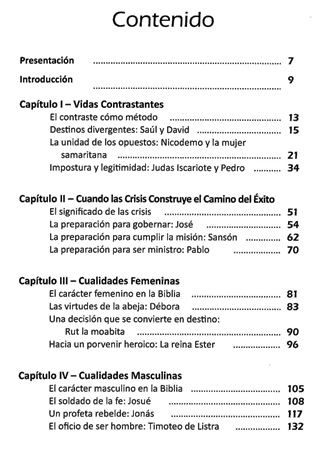 Contenido
Presentación ........................................................ 7
Introducción ........................................................ 9
Capítulo I – Vidas Contrastantes
El contraste cómo método ................................. 13
Destinos divergentes: Saúl y David ......................... 15
La unidad de los opuestos: Nicodemo y la mujer
samaritana ................................................ 21
Impostura y legitimidad: Judas Iscariote y Pedro ......... 34
Capítulo II – Cuando las Crisis Construye el Camino del Éxito
El significado de las crisis ................................... 51
La preparación para gobernar: José ...................... 54
La preparación para cumplir la misión: Sansón ........... 62
La preparación para ser ministro: Pablo ................. 70
Capítulo III – Cualidades Femeninas
El carácter femenino en la Biblia .......................... 81
Las virtudes de la abeja: Débora .......................... 83
Una decisión que se convierte en destino:
Rut la moabita ........................................... 90
Hacia un porvenir heroico: La reina Ester ................ 96
Capítulo IV – Cualidades Masculinas
El carácter masculino en la Biblia .......................... 105
El soldado de la fe: Josué ................................. 108
Un profeta rebelde: Jonás ................................. 117
El oficio de ser hombre: Timoteo de Listra ............... 132